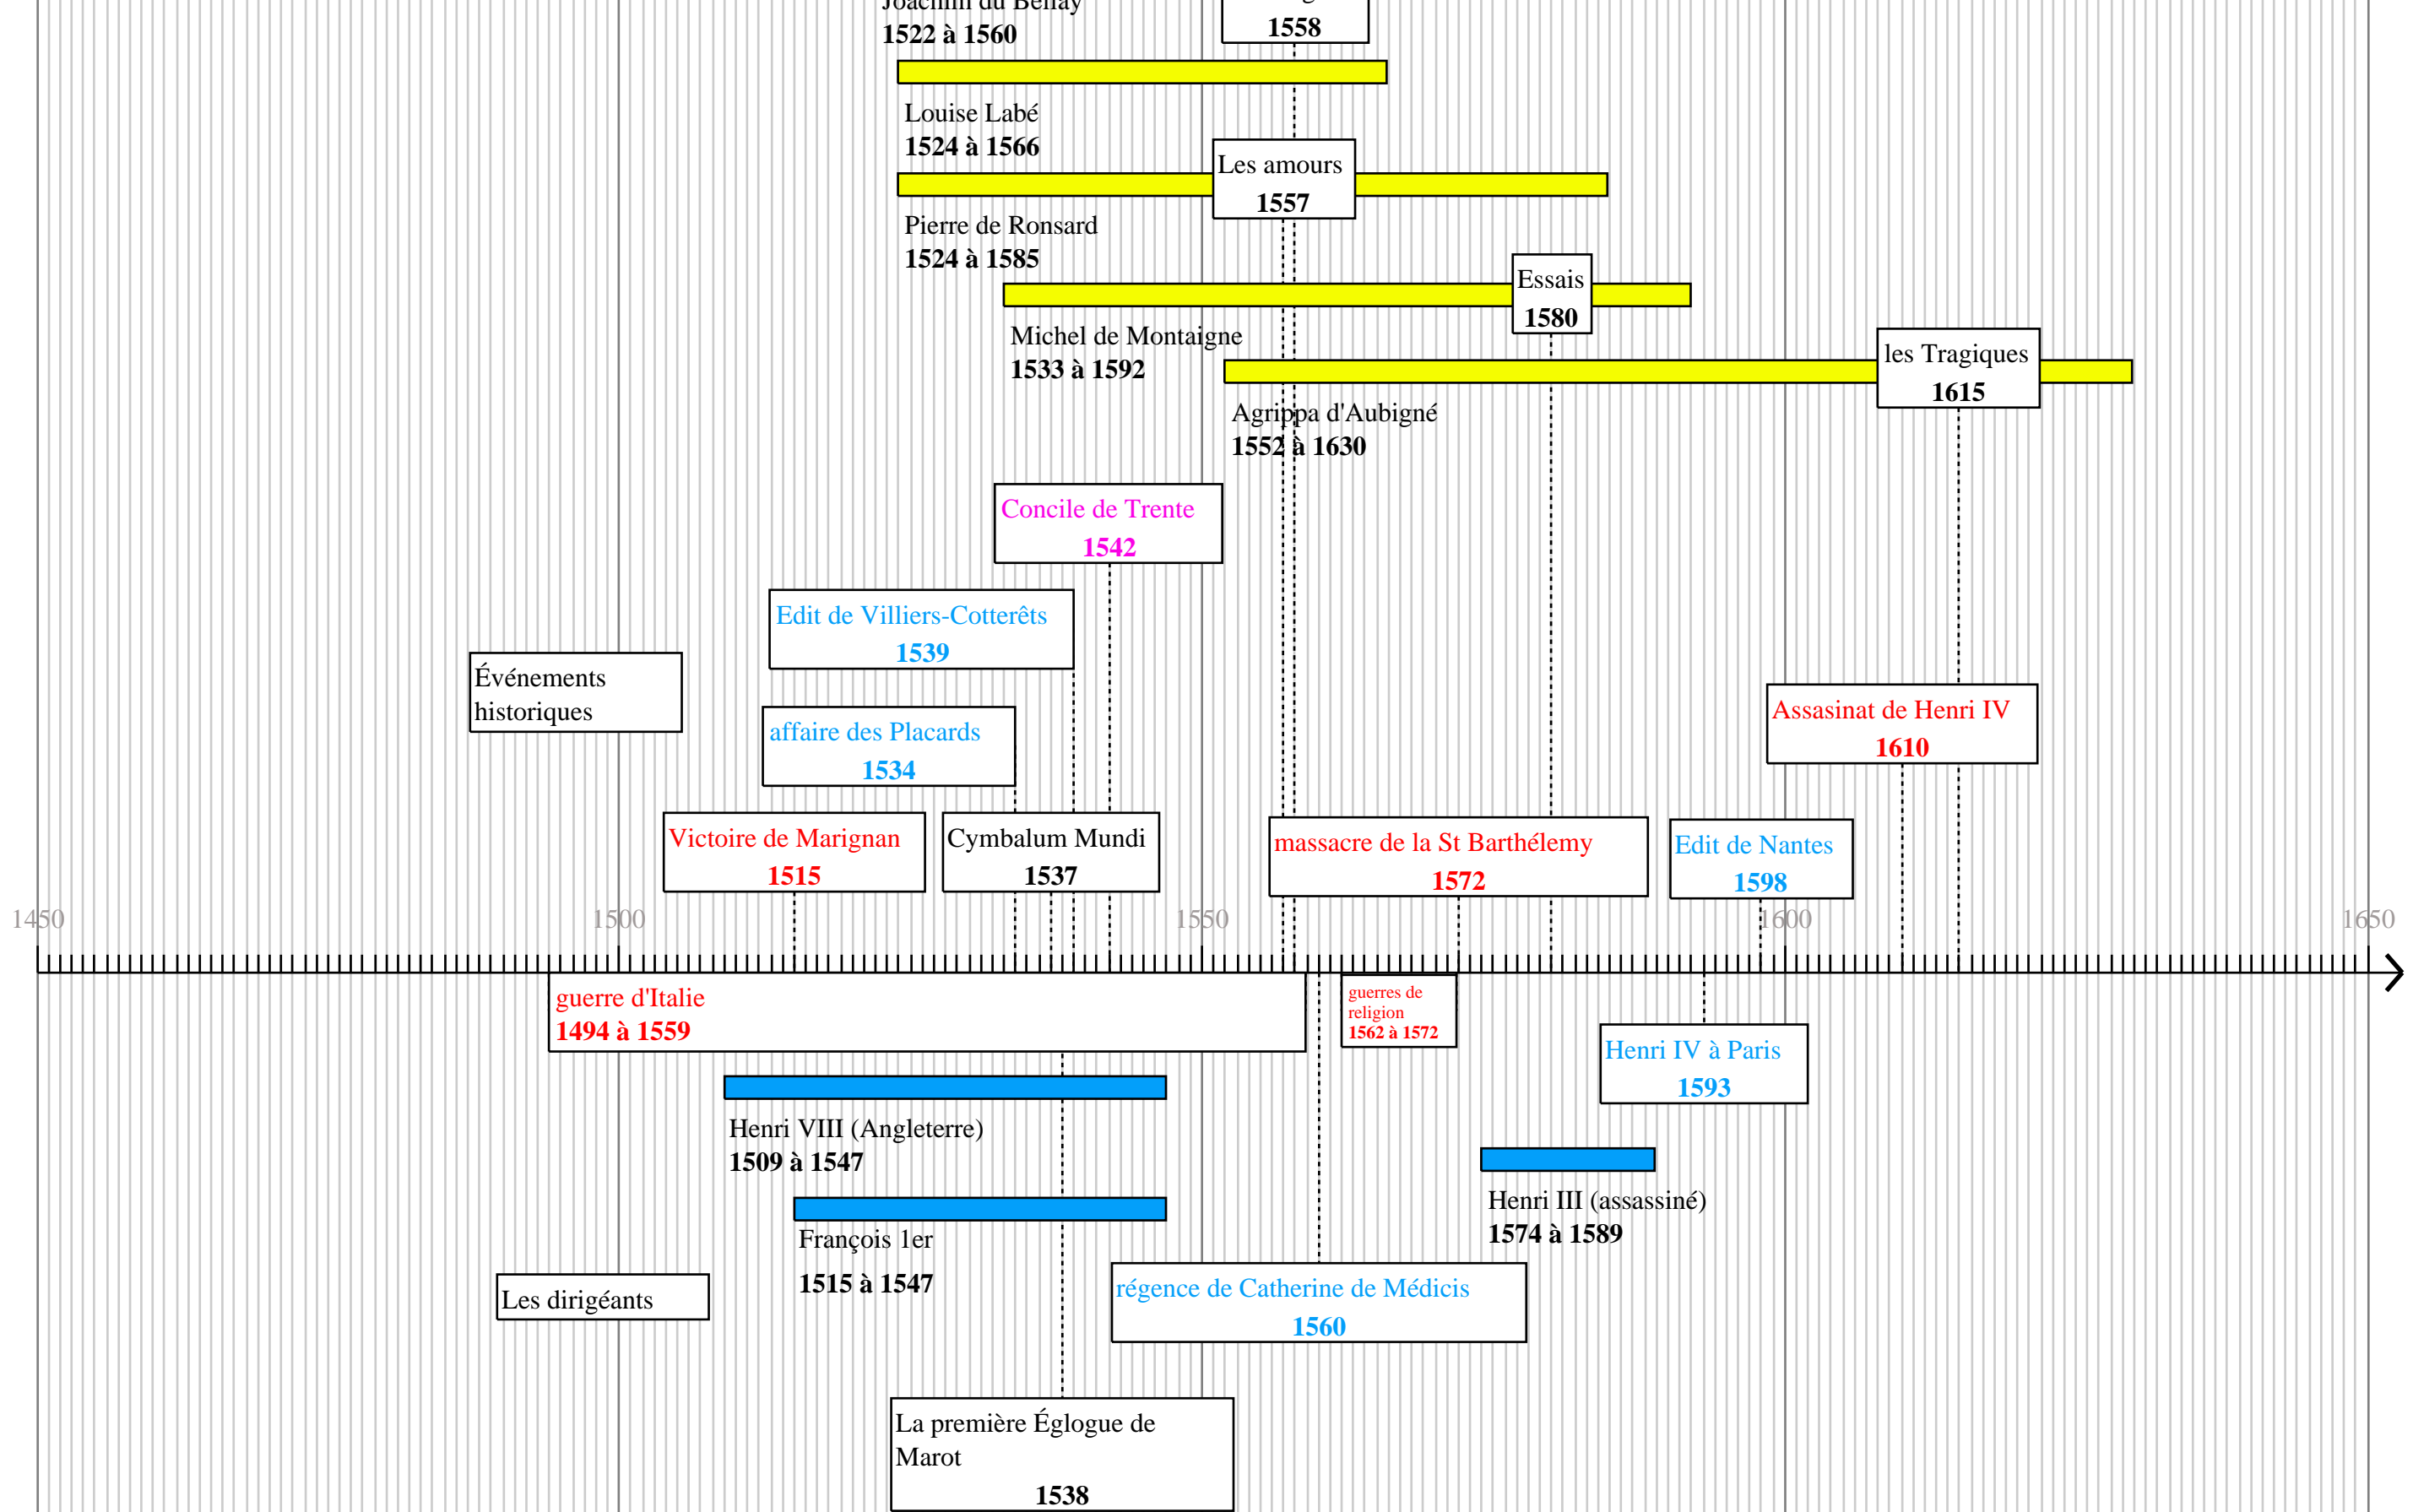 Joachim du Bellay
1522 à 1560
1558
Louise Labé
1524 à 1566
Les amours
1557
Pierre de Ronsard
1524 à 1585
Essais
1580
Michel de Montaigne
1533 à 1592
les Tragiques
1615
Agrippa d'Aubigné
1552 à 1630
Concile de Trente
1542
Edit de Villiers-Cotterêts
1539
Événements
historiques
affaire des Placards
1534
Assasinat de Henri IV
1610
Victoire de Marignan
1515
Cymbalum Mundi
1537
massacre de la St Barthélemy
1572
Edit de Nantes
1598
1450
1500
1550
1600
1650
guerre d'Italie
1494 à 1559
guerres de
religion
1562 à 1572
Henri IV à Paris
1593
Henri VIII (Angleterre)
1509 à 1547
Henri III (assassiné)
1574 à 1589
François 1er
1515 à 1547
Les dirigéants
régence de Catherine de Médicis
1560
La première Églogue de
Marot
1538